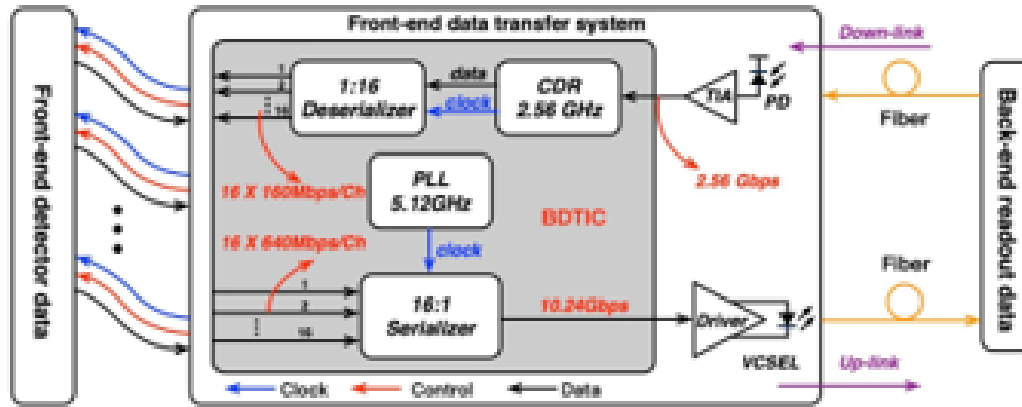 Front-end data transfer system
Front-end detector data
Back-end readout data
Down-link
1
2
16
1:16
Deserializer
data
clock
CDR
2.56 GHz
TIA
PD
Fiber
2.56 Gbps
16 X 160Mbps/Ch
PLL
5.12GHz
BDTIC
16 X 640Mbps/Ch
clock
1
2
16
16:1
Serializer
10.24Gbps
Driver
VCSEL
Fiber
Up-link
Clock
Control
Data